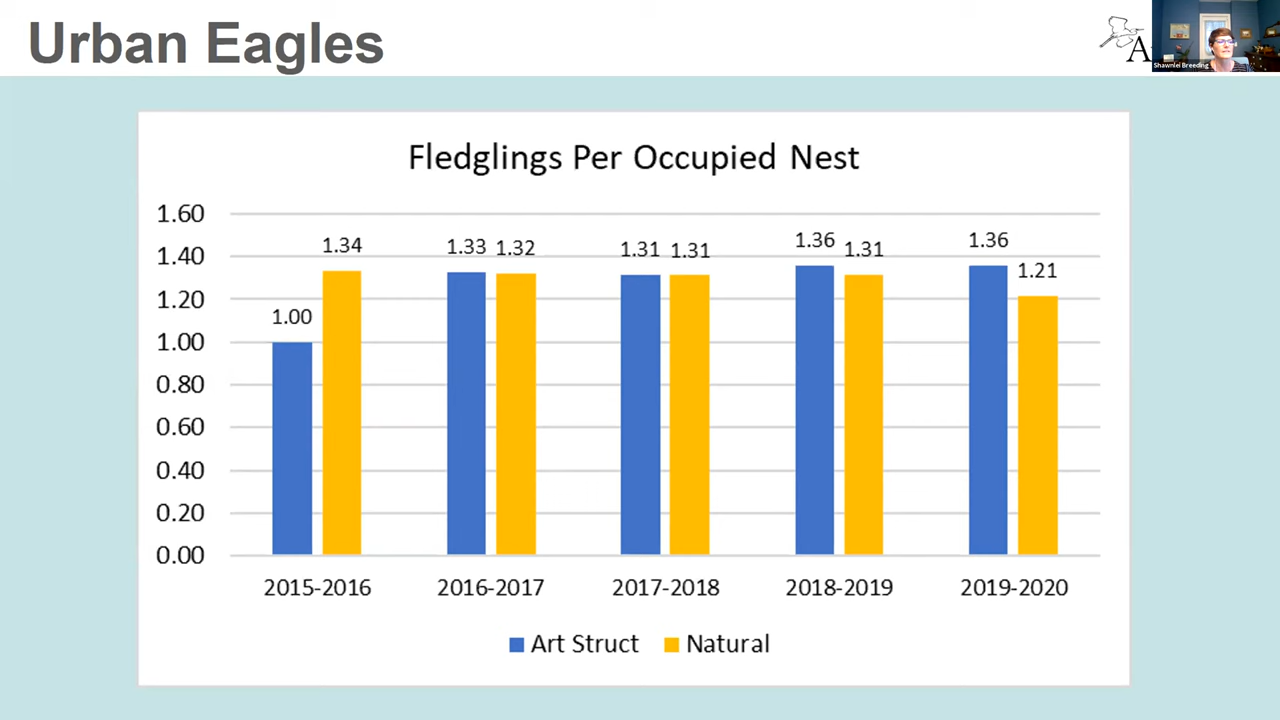 Urban Eagles
A
Shawnlei Breeding
Fledglings Per Occupied Nest
1.60
1.40
1.20
1.00
0.80
0.60
0.40
0.20
0.00
1.00 1.34 1.33 1.32 1.31 1.31 1.36 1.31 1.36 1.21
2015-2016 2016-2017 2017-2018 2018-2019 2019-2020
Art Struct Natural